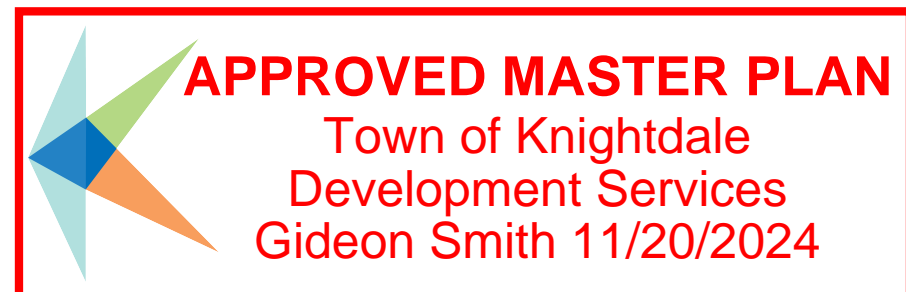 APPROVED MASTER PLAN
Town of Knightdale
Development Services
Gideon Smith 11/20/2024